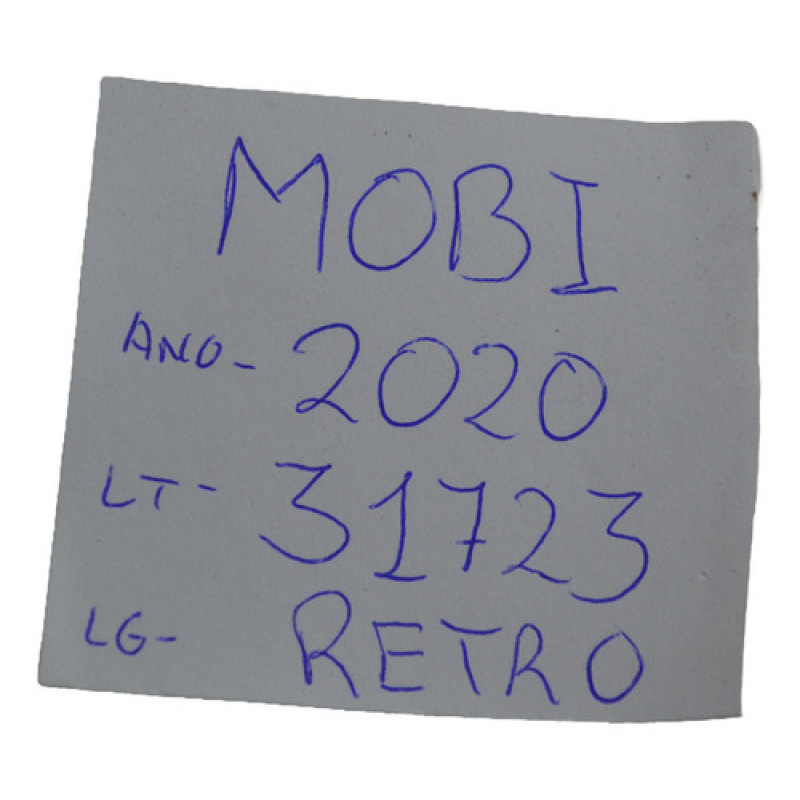 MOBI
ANO- 2020
LT- 31723
LG- RETRO